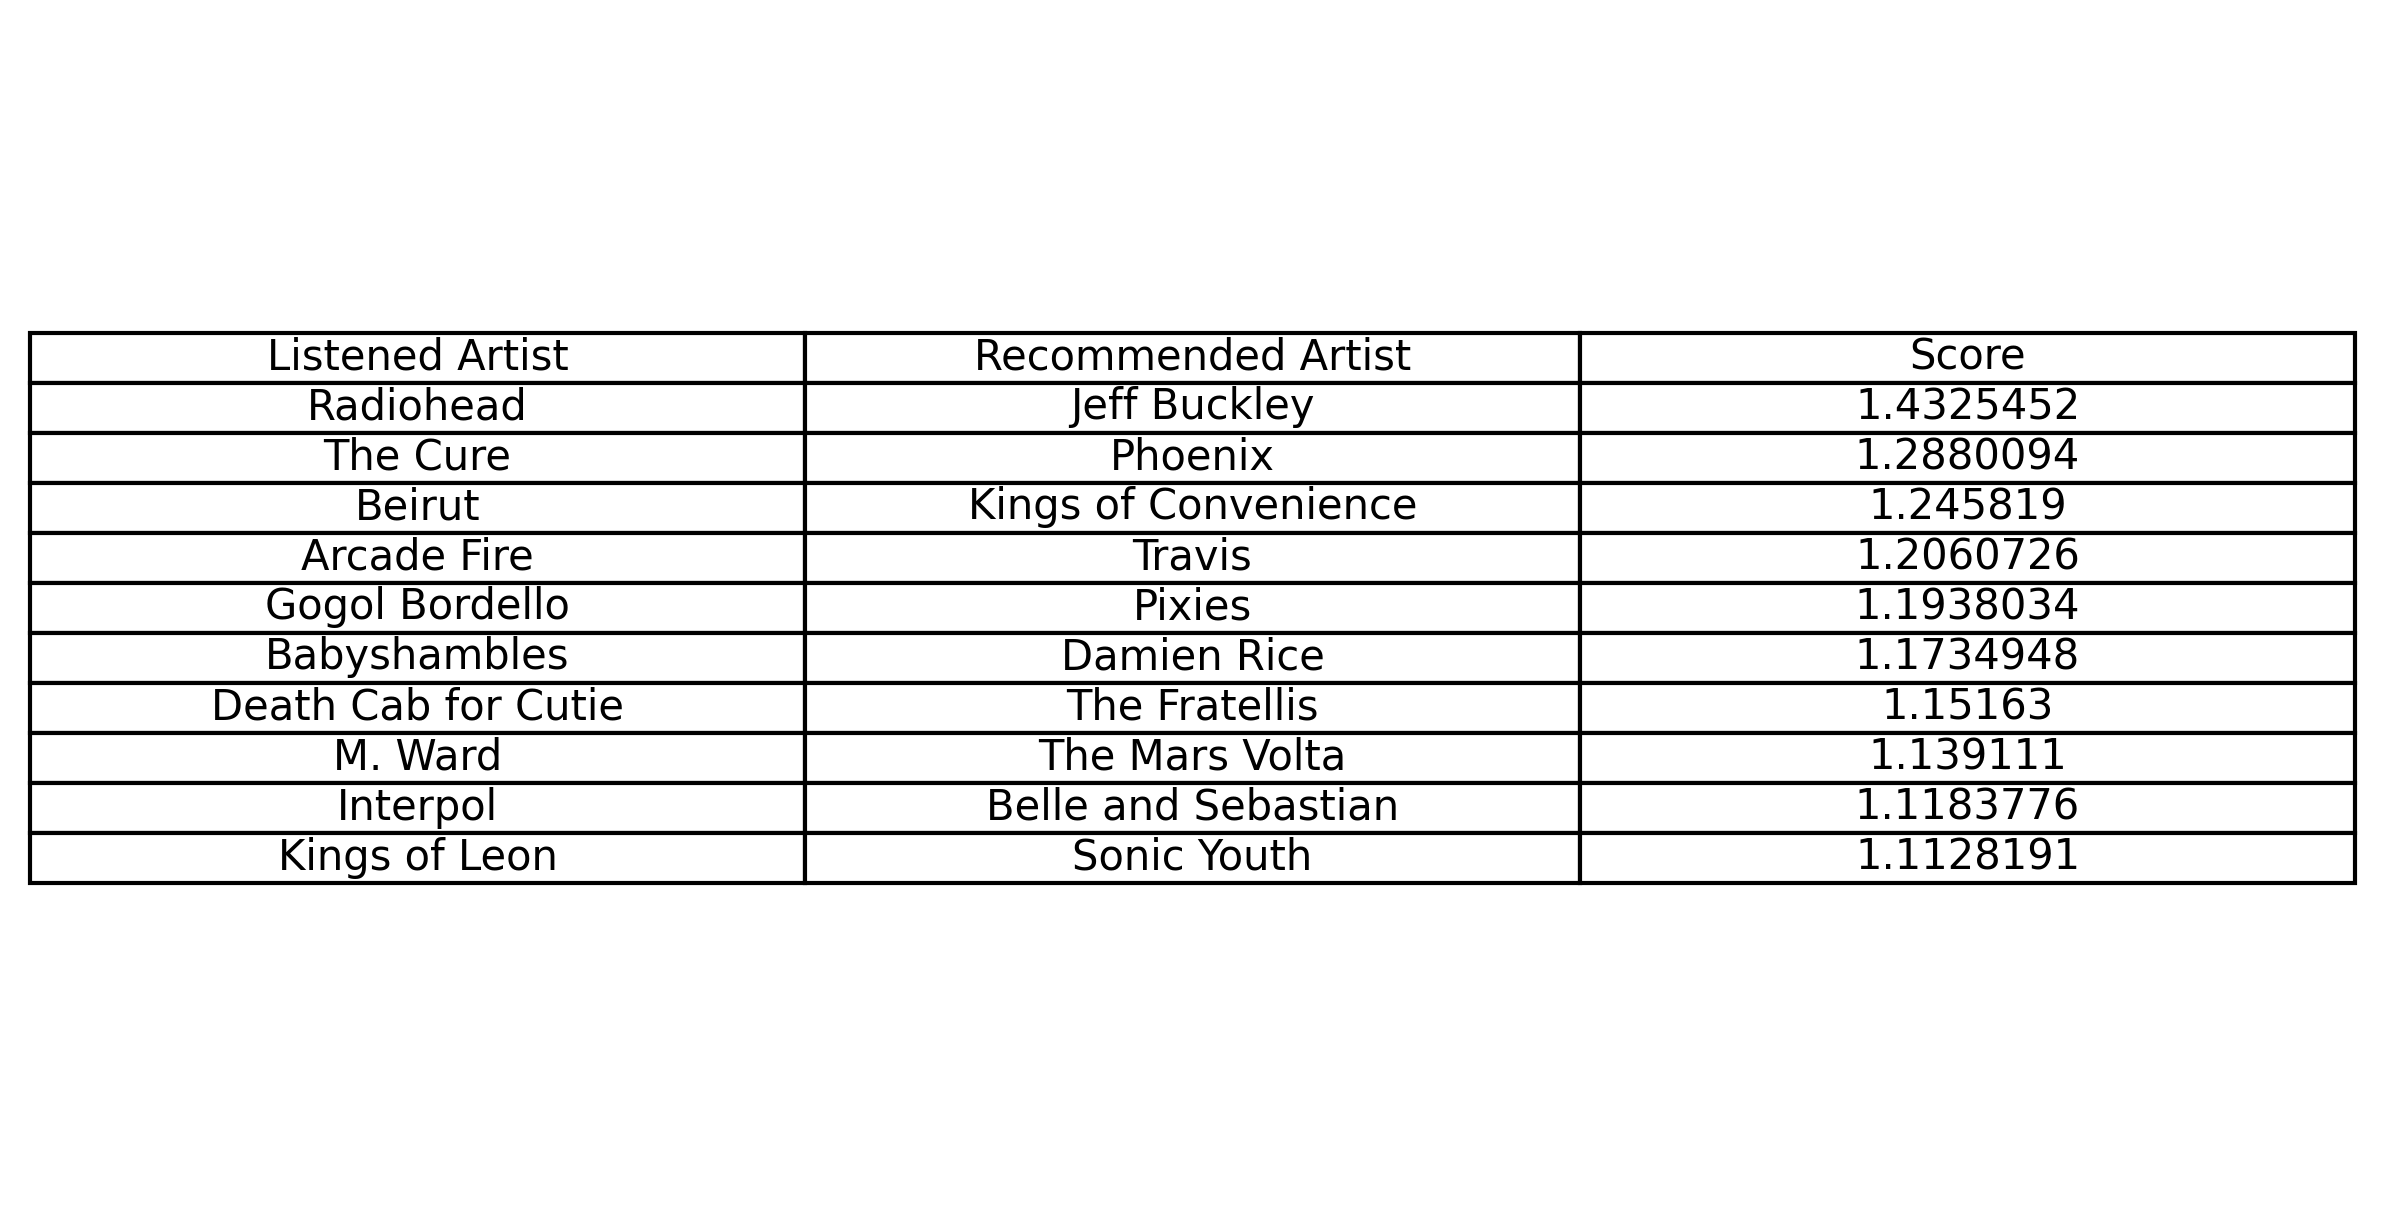 Listened Artist Recommended Artist Score
Radiohead Jeff Buckley 1.4325452
The Cure Phoenix 1.2880094
Beirut Kings of Convenience 1.245819
Arcade Fire Travis 1.2060726
Gogol Bordello Pixies 1.1938034
Babyshambles Damien Rice 1.1734948
Death Cab for Cutie The Fratellis 1.15163
M. Ward The Mars Volta 1.139111
Interpol Belle and Sebastian 1.1183776
Kings of Leon Sonic Youth 1.1128191